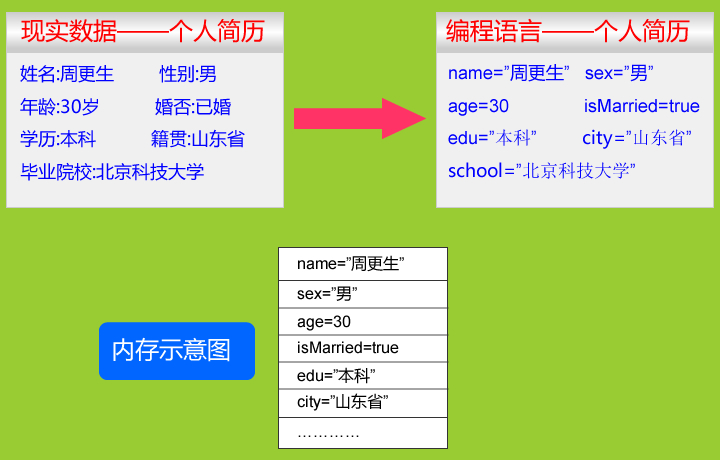 现实数据——个人简历
姓名:周更生 性别:男
年龄:30岁 婚否:已婚
学历:本科 籍贯:山东省
毕业院校:北京科技大学
编程语言——个人简历
name=”周更生” sex=”男”
age=30 isMarried=true
edu=”本科” city=”山东省”
school=”北京科技大学”
内存示意图
name=”周更生”
sex=”男”
age=30
isMarried=true
edu=”本科”
city=”山东省”
…………